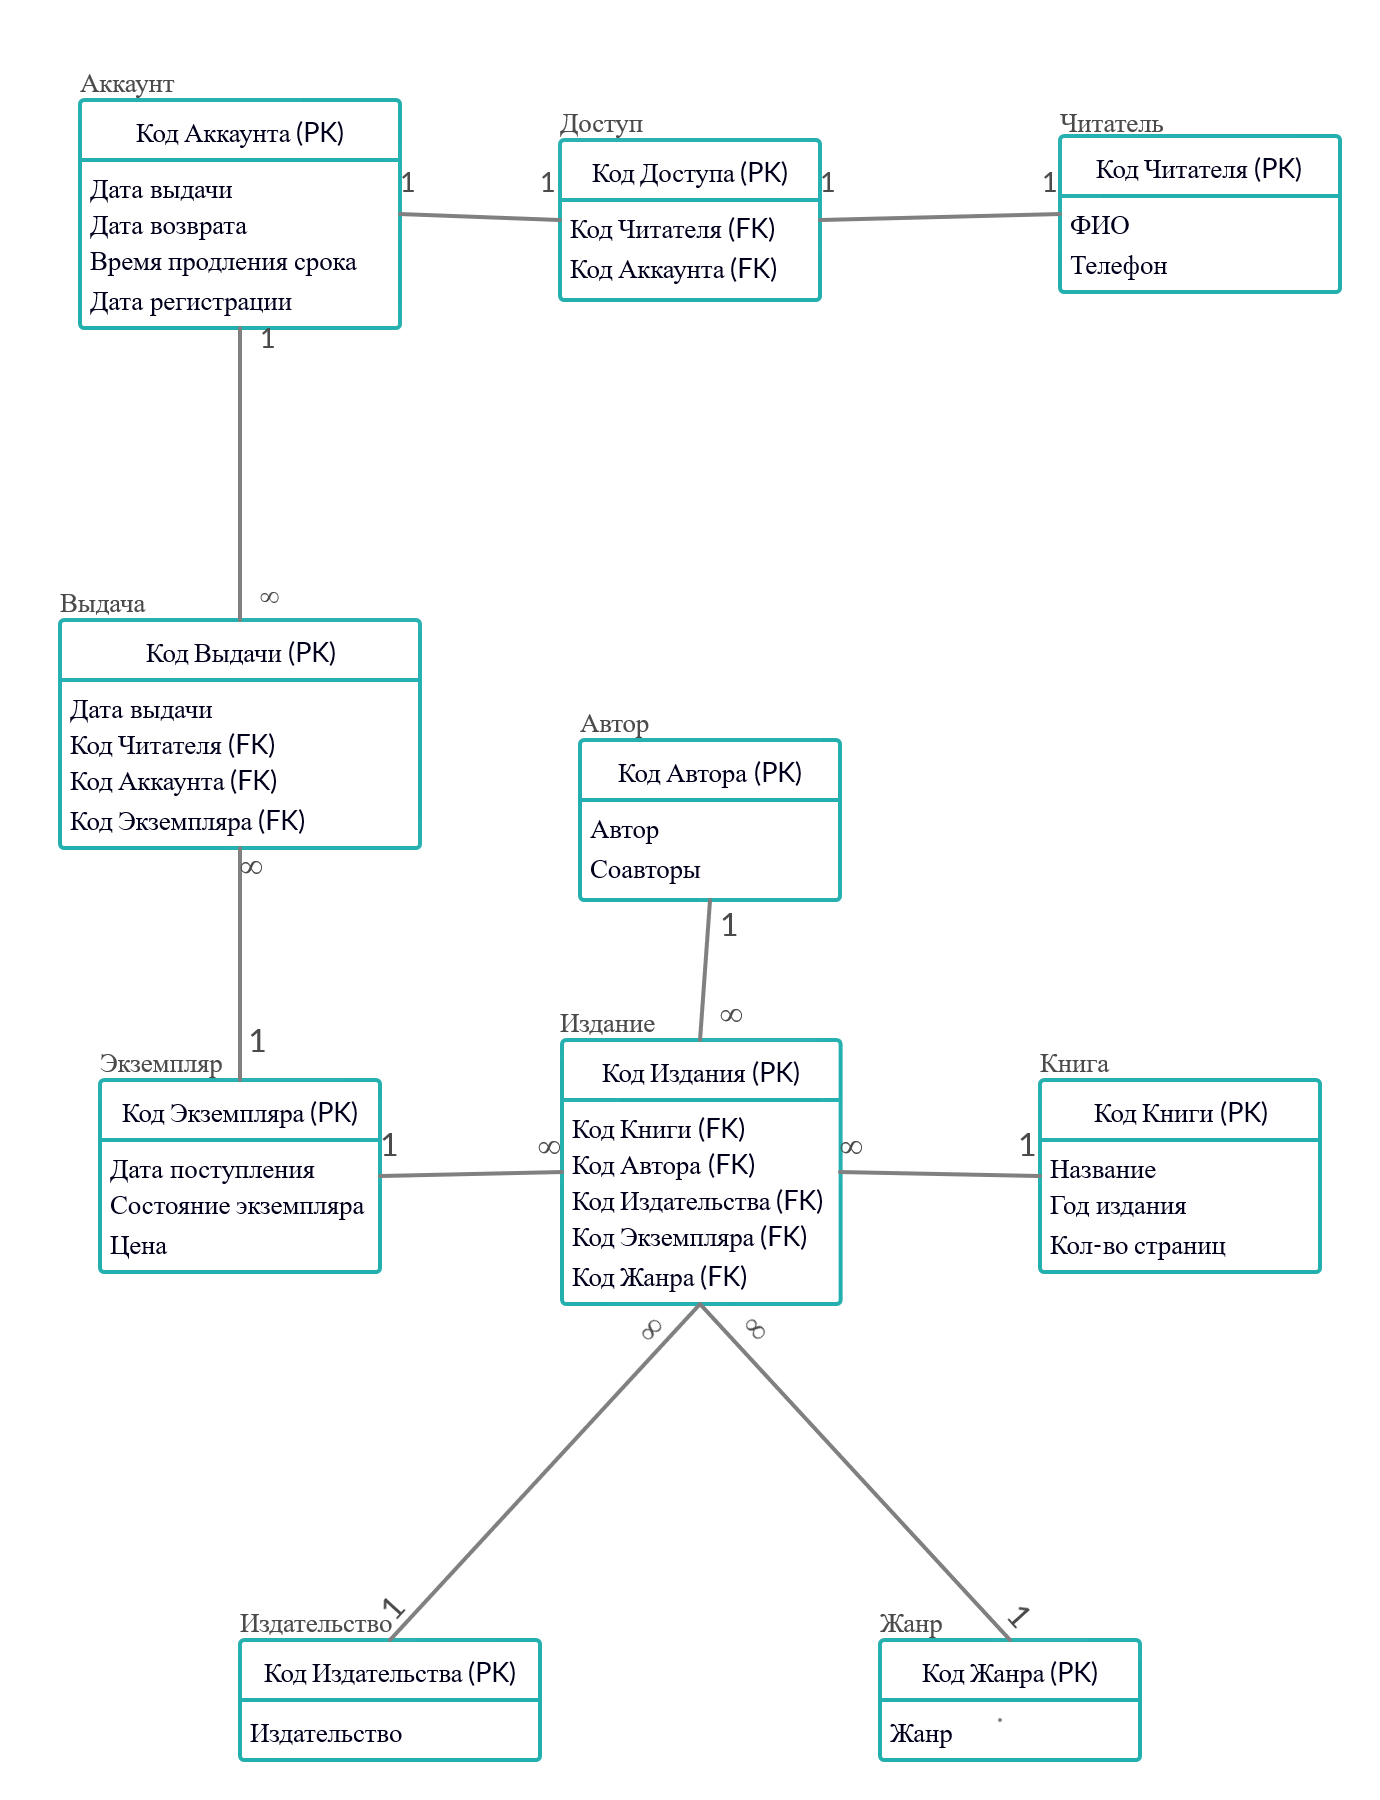 Аккаунт
Код Аккаунта (PK)
Дата выдачи
Дата возврата
Время продления срока
Дата регистрации
1
1
Доступ
Код Доступа (PK)
Код Читателя (FK)
Код Аккаунта (FK)
1
1
Читатель
Код Читателя (PK)
ФИО
Телефон
1
∞
Выдача
Код Выдачи (PK)
Дата выдачи
Код Читателя (FK)
Код Аккаунта (FK)
Код Экземпляра (FK)
∞
1
Автор
Код Автора (PK)
Автор
Соавторы
1
∞
Экземпляр
Код Экземпляра (PK)
Дата поступления
Состояние экземпляра
Цена
1
∞
Издание
Код Издания (PK)
Код Книги (FK)
Код Автора (FK)
Код Издательства (FK)
Код Экземпляра (FK)
Код Жанра (FK)
∞
1
Книга
Код Книги (PK)
Название
Год издания
Кол-во страниц
∞
∞
1
1
Издательство
Код Издательства (PK)
Издательство
Жанр
Код Жанра (PK)
Жанр